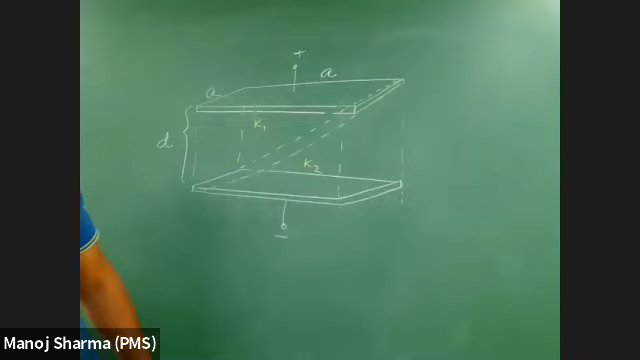 +
a
a
K1
d
K2
−
Manoj Sharma (PMS)